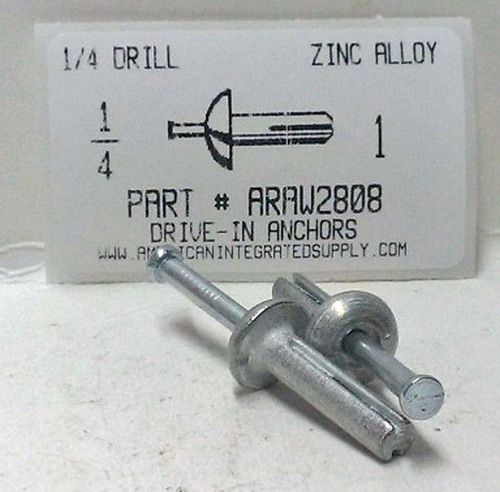 1/4 DRILL ZINC ALLOY
1/4 1
PART # ARAW2808
DRIVE-IN ANCHORS
WWW.AMERICANINTEGRATEDSUPPLY.COM